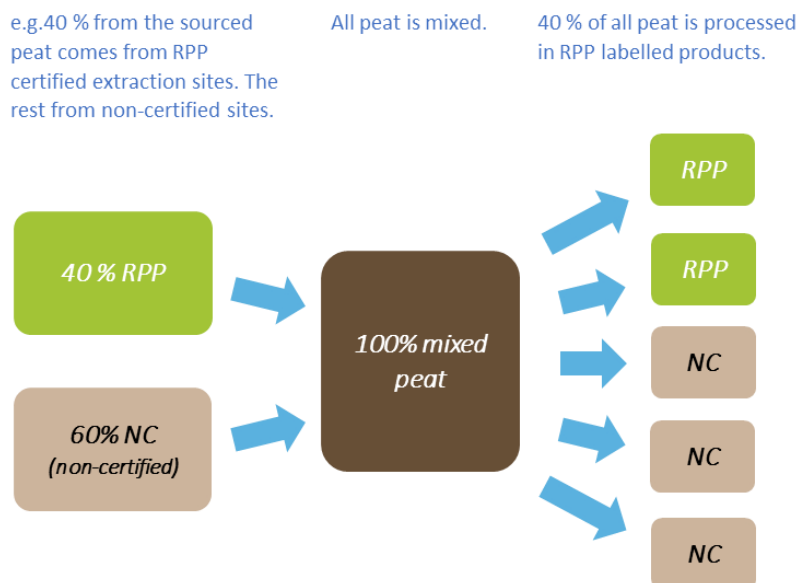 e.g.40 % from the sourced
peat comes from RPP
certified extraction sites. The
rest from non-certified sites.
All peat is mixed.
40 % of all peat is processed
in RPP labelled products.
40 % RPP
60% NC
(non-certified)
100% mixed
peat
RPP
RPP
NC
NC
NC